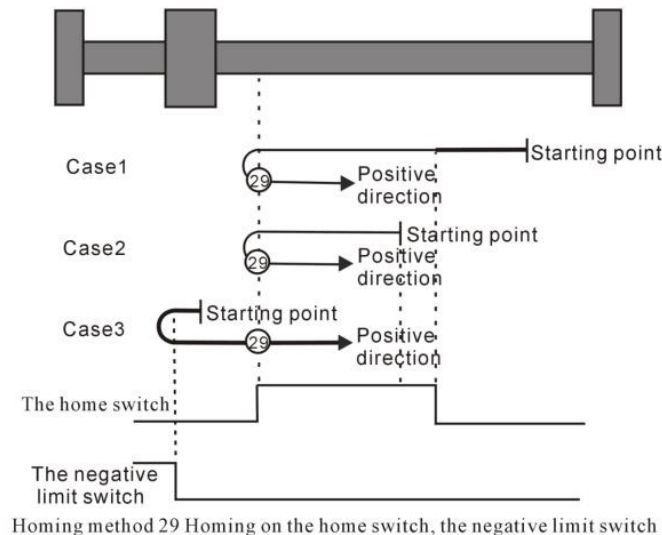 Case1
29
Starting point
Positive
direction
Case2
29
Starting point
Positive
direction
Case3
29
Starting point
Positive
direction
The home switch
The negative
limit switch
Homing method 29 Homing on the home switch, the negative limit switch